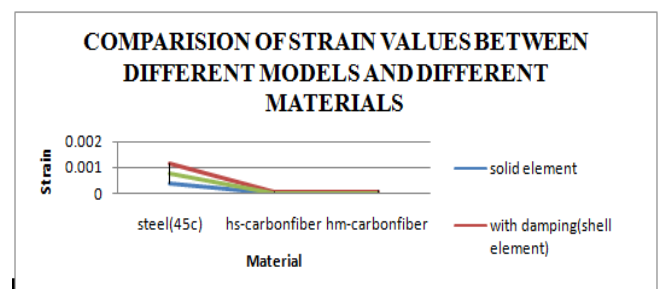 COMPARISION OF STRAIN VALUES BETWEEN
DIFFERENT MODELS AND DIFFERENT
MATERIALS
0.002
0.001
0
Strain
steel(45c) hs-carbonfiber hm-carbonfiber
Material
solid element
with damping(shell
element)